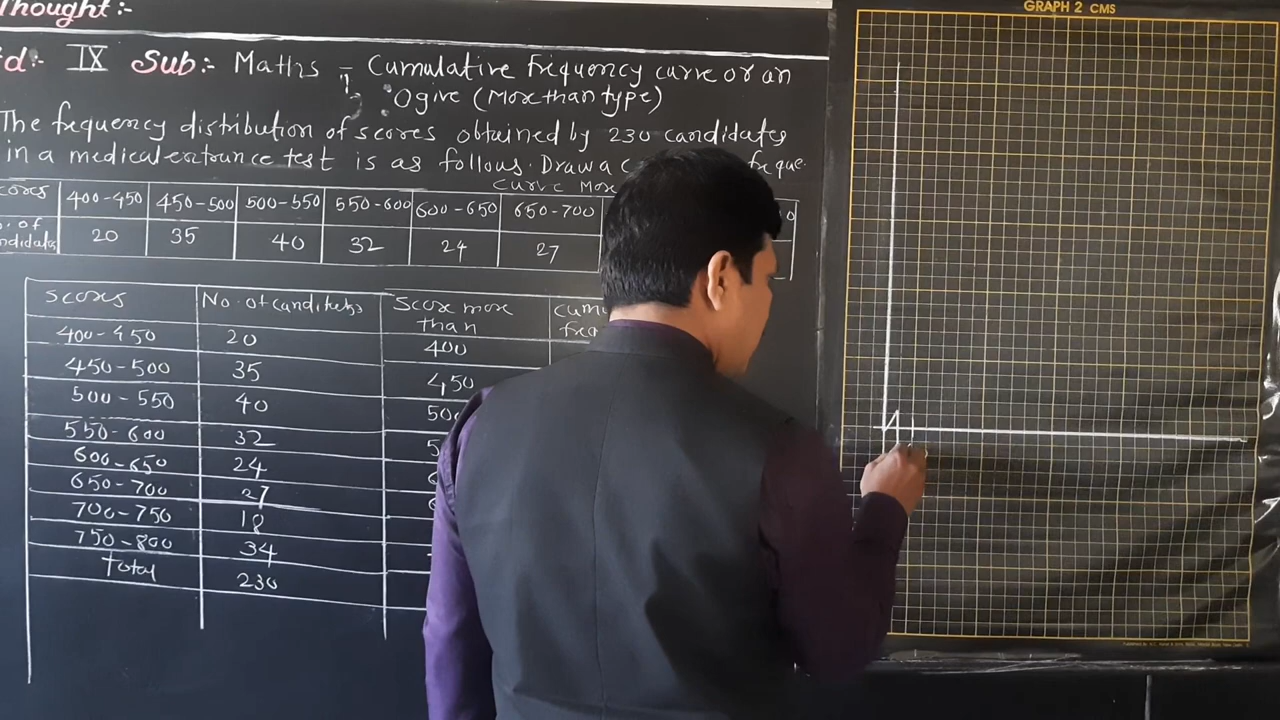 Thought:-
GRAPH 2 CMS
d:- IX Sub:- Maths - Cumulative frequency curve or an
Ogive (More than type)
The frequency distribution of scores obtained by 230 candidates
in a medical entrance test is as follows. Draw a
Curve More
400-450 450-500 500-550 550-600 600-650 650-700 0
20 35 40 32 24 27
Scores No. of candidates Score more than
400-450 20 400
450-500 35 450
500-550 40 500
550-600 32 5
600-650 24 6
650-700 27
700-750 18
750-800 34
Total 230